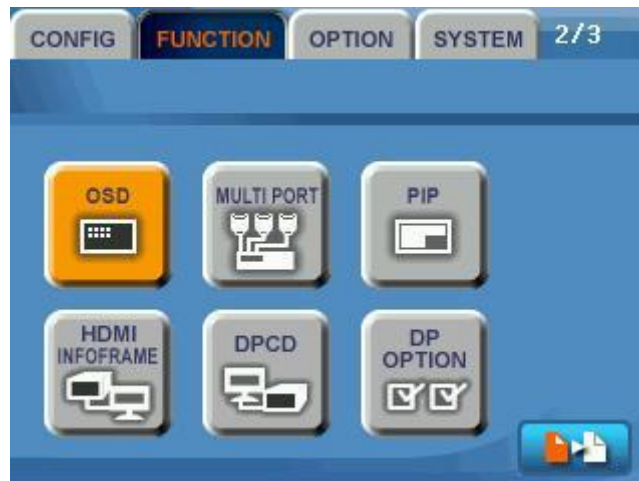 CONFIG FUNCTION OPTION SYSTEM 2/3
OSD MULTI PORT PIP
HDMI
INFOFRAME
DPCD
DP
OPTION